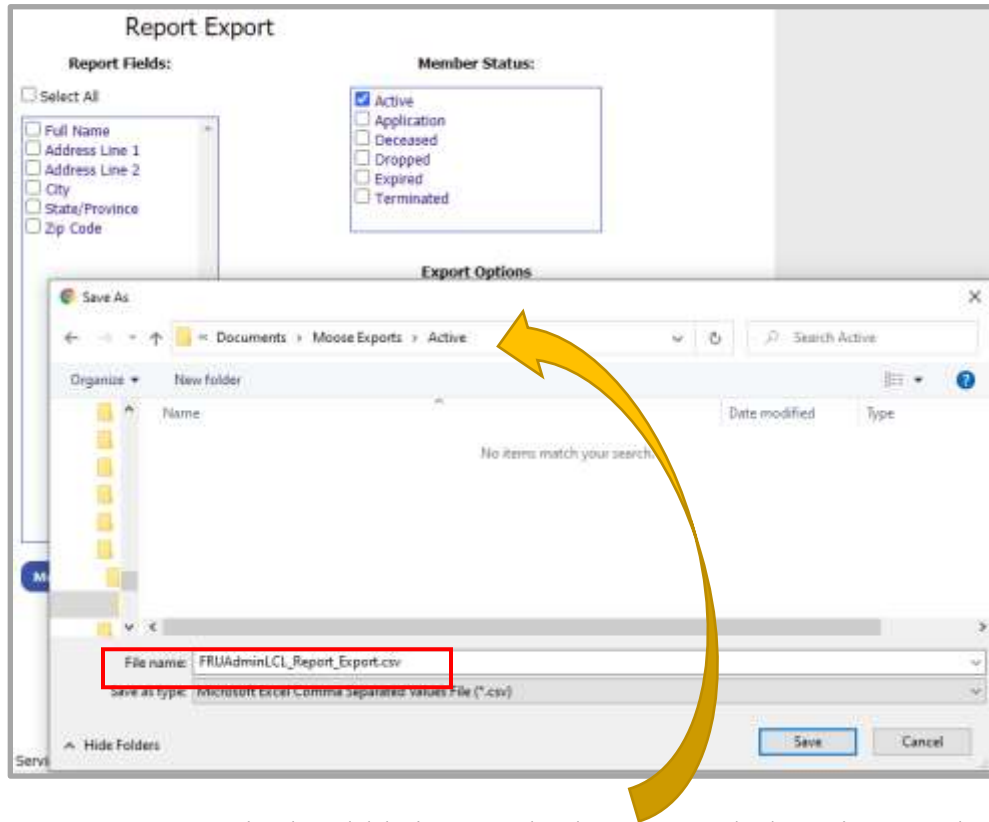 Report Export
Report Fields:
Member Status:
Select All
Full Name
Address Line 1
Address Line 2
City
State/Province
Zip Code
Active
Application
Deceased
Dropped
Expired
Terminated
Export Options
Save As
« Documents › Moose Exports › Active
Search Active
Organize
New folder
Name
Date modified
Type
No items match your search.
M
File name: FRUAdminLCL_Report_Export.csv
Save as type: Microsoft Excel Comma Separated Values File (*.csv)
Hide Folders
Save
Cancel
Servi